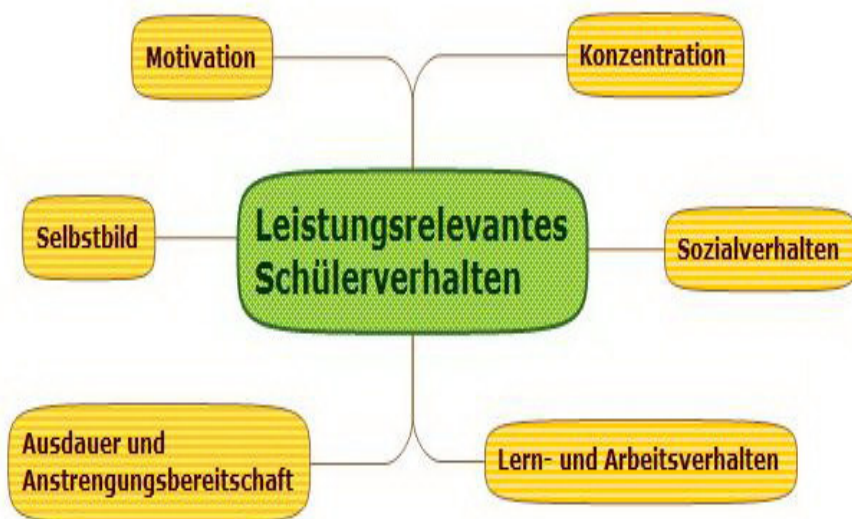 Motivation
Konzentration
Selbstbild
Leistungsrelevantes
Schülerverhalten
Sozialverhalten
Ausdauer und
Anstrengungsbereitschaft
Lern- und Arbeitsverhalten